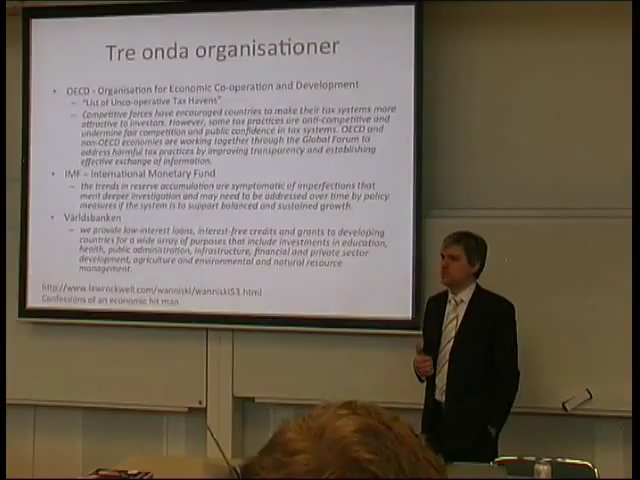 Tre onda organisationer
• OECD - Organisation for Economic Co-operation and Development
– "List of Unco-operative Tax Havens"
– Competitive forces have encouraged countries to make their tax systems more
attractive to investors. However, some tax practices are anti-competitive and
undermine fair competition and public confidence in tax systems. OECD and
non-OECD economies are working together through the Global Forum to
address harmful tax practices by improving transparency and establishing
effective exchange of information.
• IMF – International Monetary Fund
– the trends in reserve accumulation are symptomatic of imperfections that
merit deeper investigation and may need to be addressed over time by policy
measures if the system is to support balanced and sustained growth.
• Världsbanken
– we provide low-interest loans, interest-free credits and grants to developing
countries for a wide array of purposes that include investments in education,
health, public administration, infrastructure, financial and private sector
development, agriculture and environmental and natural resource
management.
http://www.lewrockwell.com/wanniski/wanniski53.html
Confessions of an economic hit man